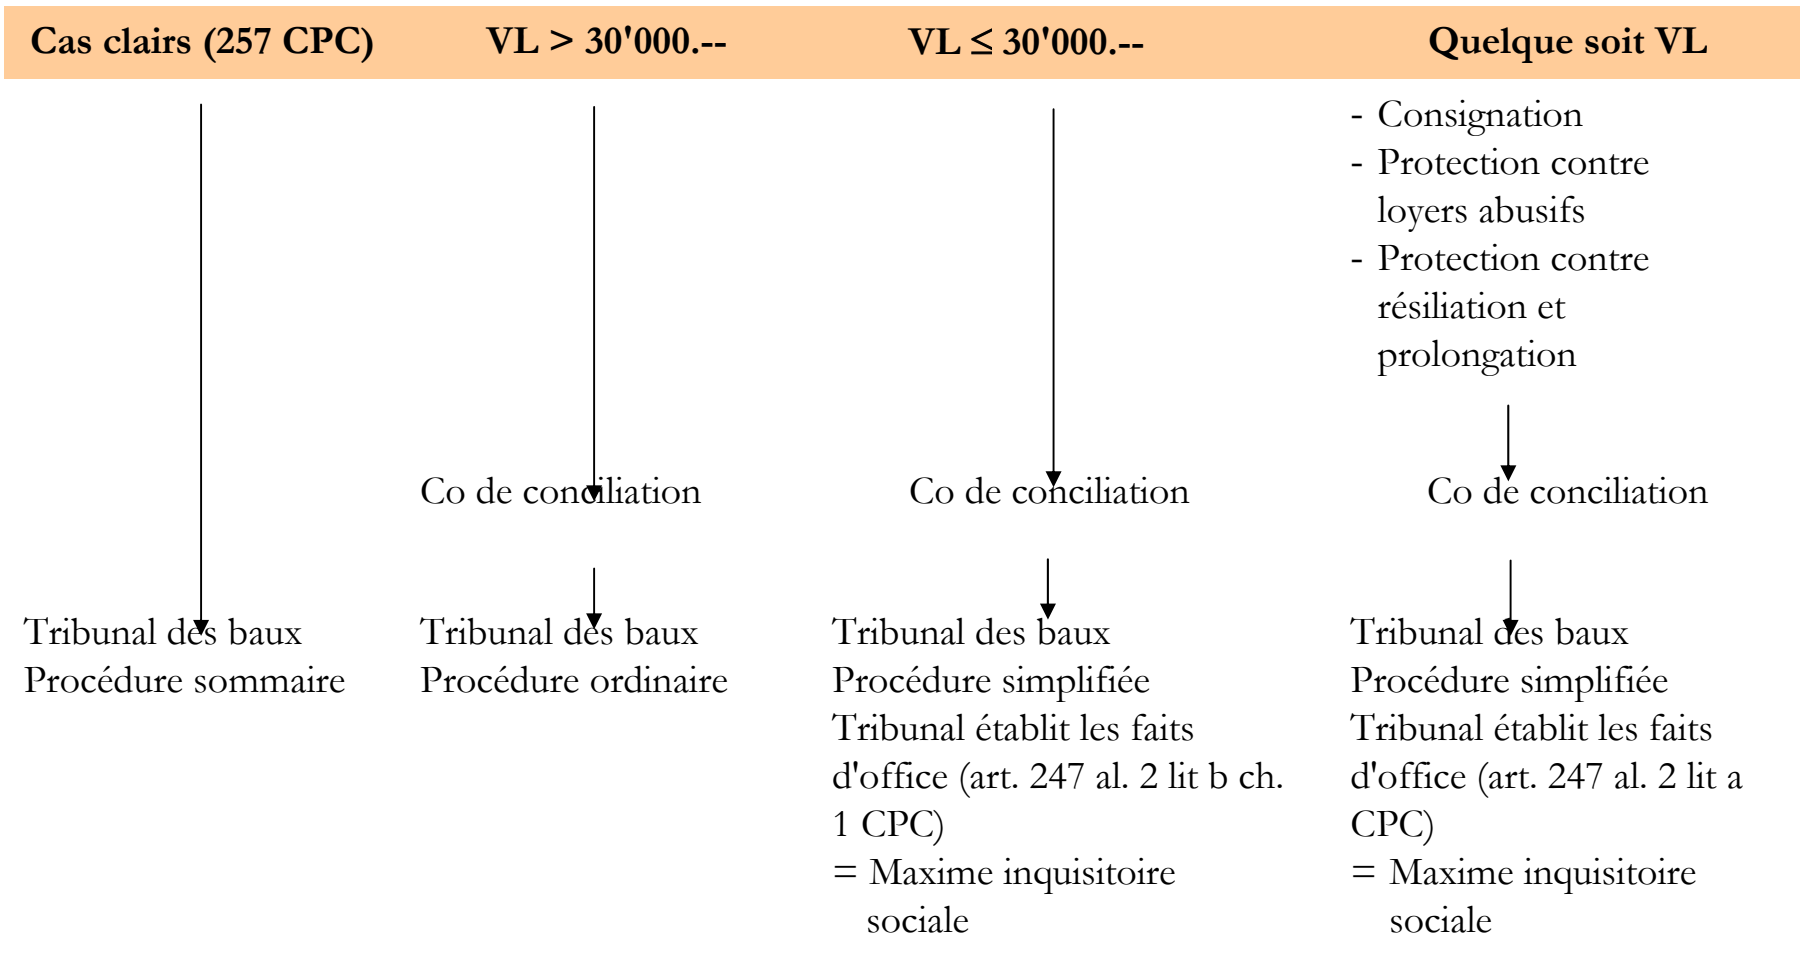 Cas clairs (257 CPC)
VL > 30'000.--
VL ≤ 30'000.--
Quelque soit VL
- Consignation
- Protection contre
loyers abusifs
- Protection contre
résiliation et
prolongation
Co de conciliation
Co de conciliation
Co de conciliation
Tribunal des baux
Procédure sommaire
Tribunal des baux
Procédure ordinaire
Tribunal des baux
Procédure simplifiée
Tribunal établit les faits
d'office (art. 247 al. 2 lit b ch.
1 CPC)
= Maxime inquisitoire
sociale
Tribunal des baux
Procédure simplifiée
Tribunal établit les faits
d'office (art. 247 al. 2 lit a
CPC)
= Maxime inquisitoire
sociale